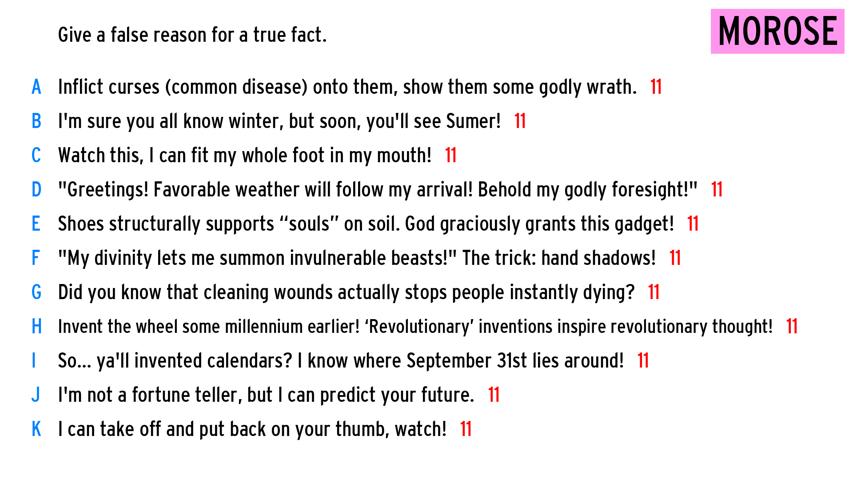 Give a false reason for a true fact.
MOROSE
A Inflict curses (common disease) onto them, show them some godly wrath. 11
B I'm sure you all know winter, but soon, you'll see Sumer! 11
C Watch this, I can fit my whole foot in my mouth! 11
D "Greetings! Favorable weather will follow my arrival! Behold my godly foresight!" 11
E Shoes structurally supports “souls” on soil. God graciously grants this gadget! 11
F "My divinity lets me summon invulnerable beasts!" The trick: hand shadows! 11
G Did you know that cleaning wounds actually stops people instantly dying? 11
H Invent the wheel some millennium earlier! ‘Revolutionary’ inventions inspire revolutionary thought! 11
I So... ya'll invented calendars? I know where September 31st lies around! 11
J I'm not a fortune teller, but I can predict your future. 11
K I can take off and put back on your thumb, watch! 11